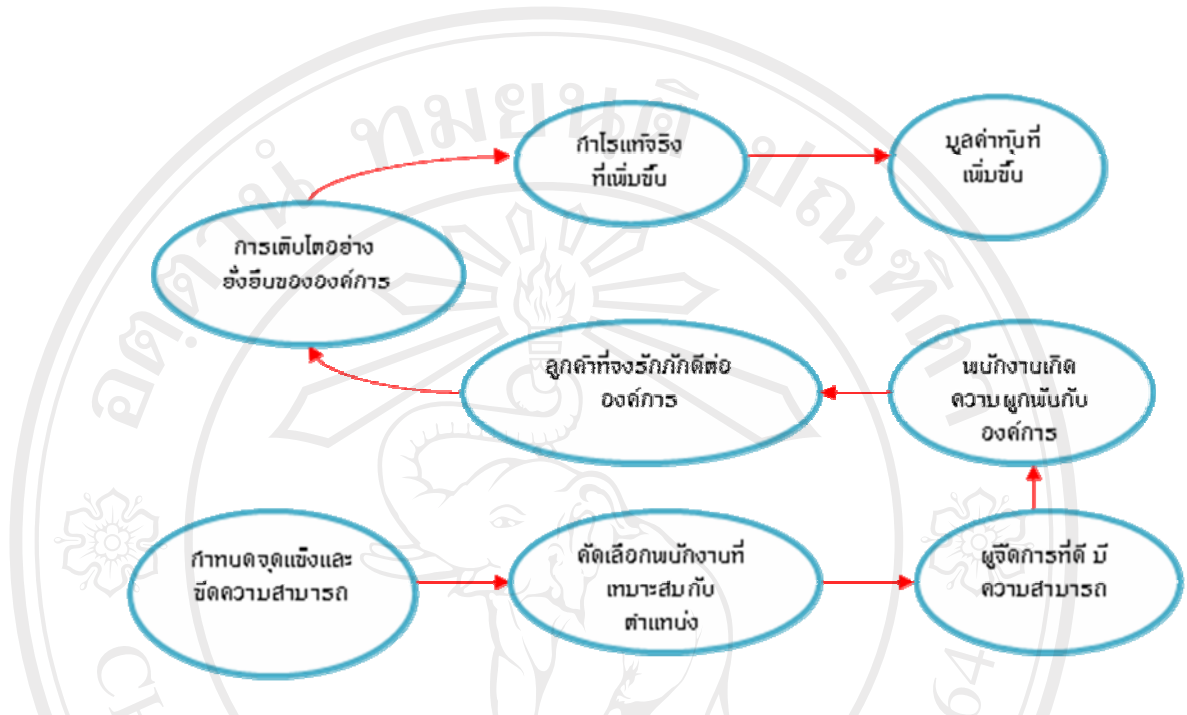 กำไรแท้จริง
ที่เพิ่มขึ้น
มูลค่าหุ้นที่
เพิ่มขึ้น
การเติบโตอย่าง
ยั่งยืนขององค์การ
ลูกค้าที่จงรักภักดีต่อ
องค์การ
พนักงานเกิด
ความผูกพันกับ
องค์การ
กำหนดจุดแข็งและ
ขีดความสามารถ
คัดเลือกพนักงานที่
เหมาะสมกับ
ตำแหน่ง
ผู้จัดการที่ดี มี
ความสามารถ